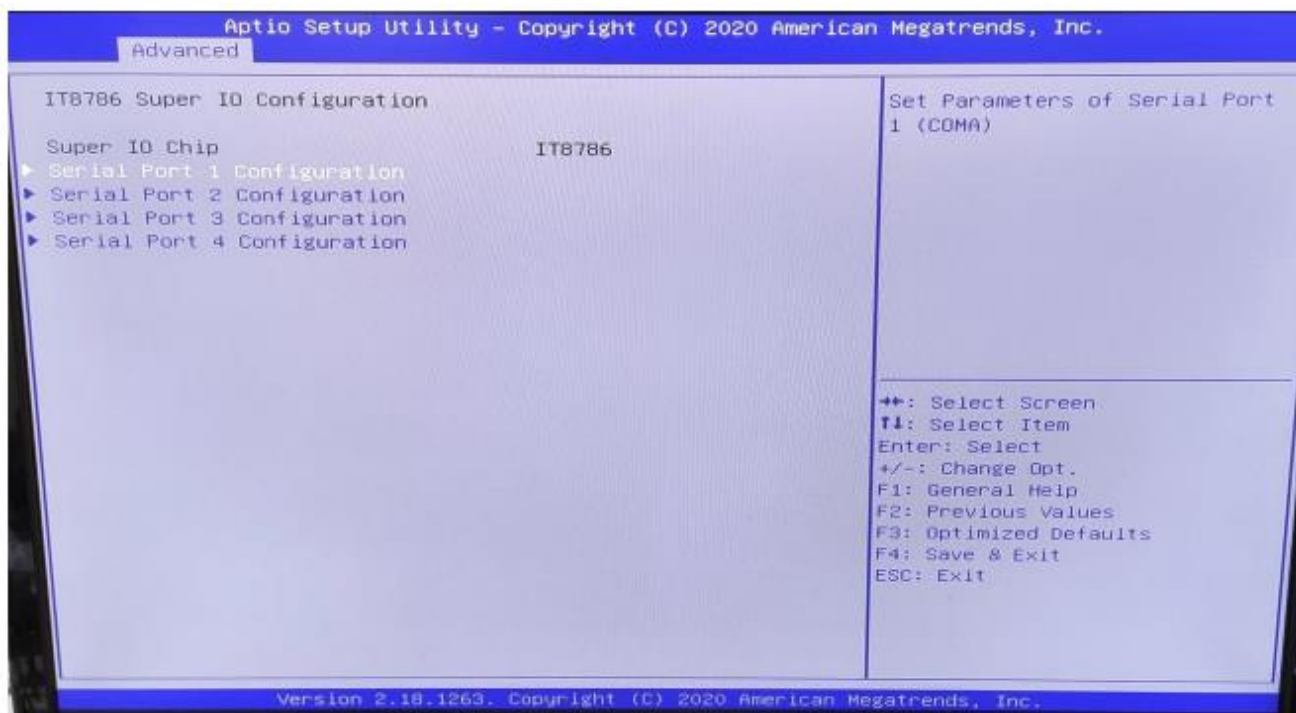 Aptio Setup Utility - Copyright (C) 2020 American Megatrends, Inc.
Advanced
IT8786 Super IO Configuration
Super IO Chip IT8786
Serial Port 1 Configuration
Serial Port 2 Configuration
Serial Port 3 Configuration
Serial Port 4 Configuration
Set Parameters of Serial Port
1 (COMA)
→←: Select Screen
↑↓: Select Item
Enter: Select
+/-: Change Opt.
F1: General Help
F2: Previous Values
F3: Optimized Defaults
F4: Save & Exit
ESC: Exit
Version 2.18.1263. Copyright (C) 2020 American Megatrends, Inc.